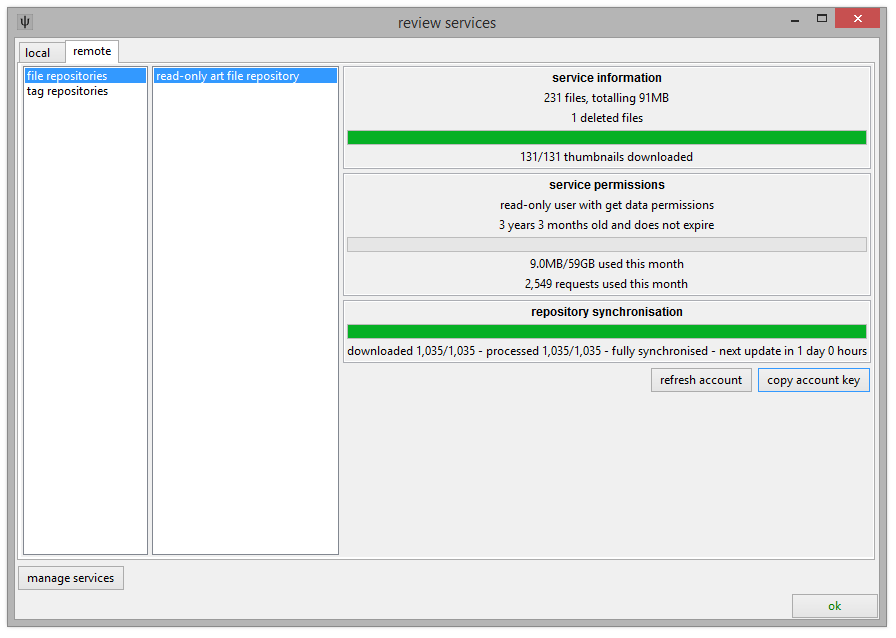 ψ
review services
local
remote
file repositories
tag repositories
read-only art file repository
service information
231 files, totalling 91MB
1 deleted files
131/131 thumbnails downloaded
service permissions
read-only user with get data permissions
3 years 3 months old and does not expire
9.0MB/59GB used this month
2,549 requests used this month
repository synchronisation
downloaded 1,035/1,035 - processed 1,035/1,035 - fully synchronised - next update in 1 day 0 hours
refresh account
copy account key
manage services
ok